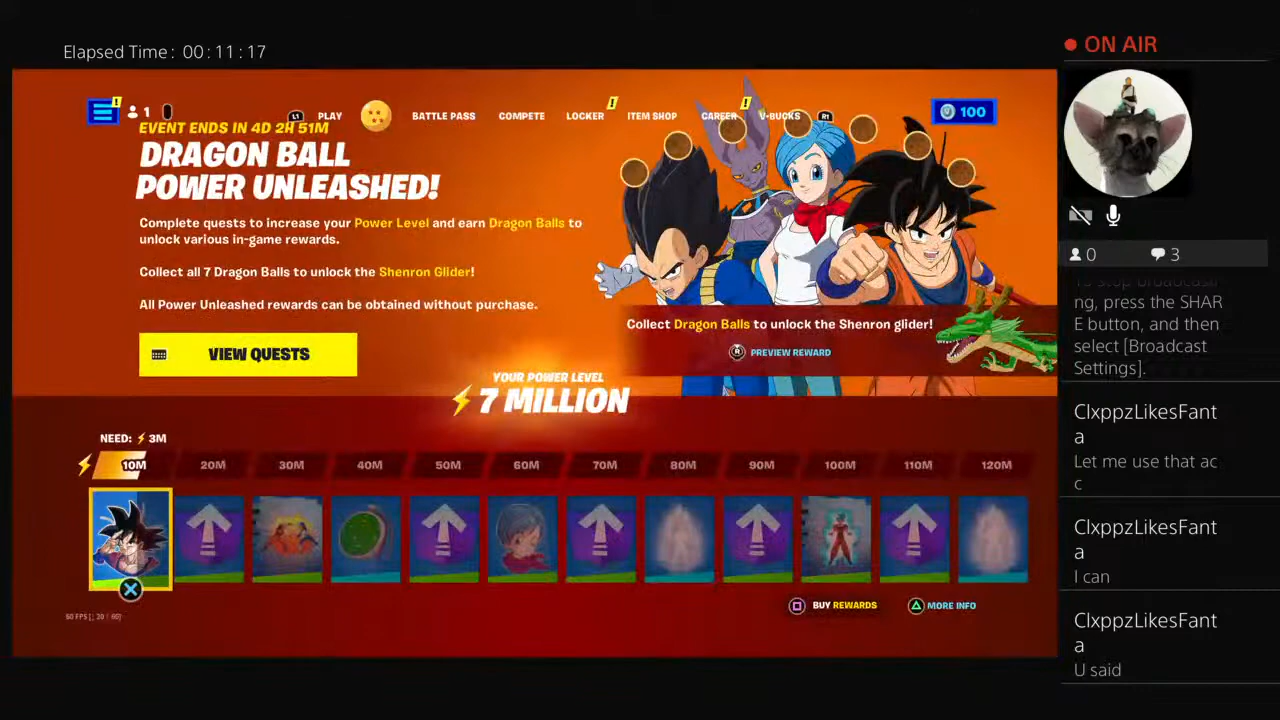 Elapsed Time: 00:11:17
ON AIR
1
L1
PLAY
BATTLE PASS
COMPETE
LOCKER
!
ITEM SHOP
CAREER
!
V-BUCKS
R1
100
EVENT ENDS IN 4D 2H 51M
DRAGON BALL
POWER UNLEASHED!
Complete quests to increase your Power Level and earn Dragon Balls to
unlock various in-game rewards.
Collect all 7 Dragon Balls to unlock the Shenron Glider!
All Power Unleashed rewards can be obtained without purchase.
VIEW QUESTS
Collect Dragon Balls to unlock the Shenron glider!
R PREVIEW REWARD
YOUR POWER LEVEL
7 MILLION
NEED: 3M
10M 20M 30M 40M 50M 60M 70M 80M 90M 100M 110M 120M
BUY REWARDS
MORE INFO
0
3
To stop broadcasti
ng, press the SHAR
E button, and then
select [Broadcast
Settings].
ClxppzLikesFant
a
Let me use that ac
c
ClxppzLikesFant
a
I can
ClxppzLikesFant
a
U said